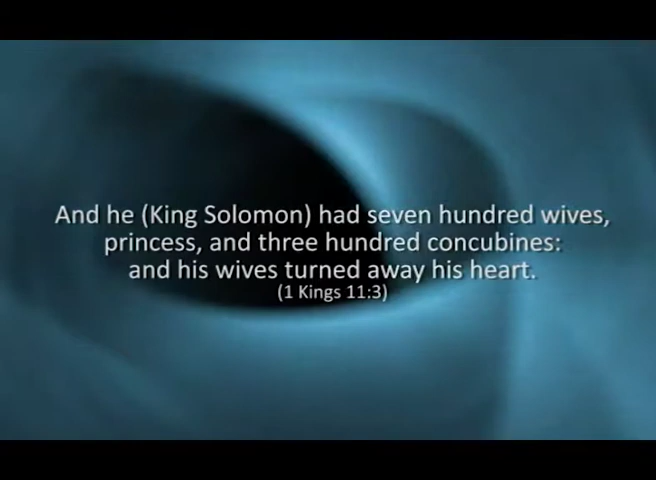 And he (King Solomon) had seven hundred wives,
princess, and three hundred concubines:
and his wives turned away his heart.
(1 Kings 11:3)